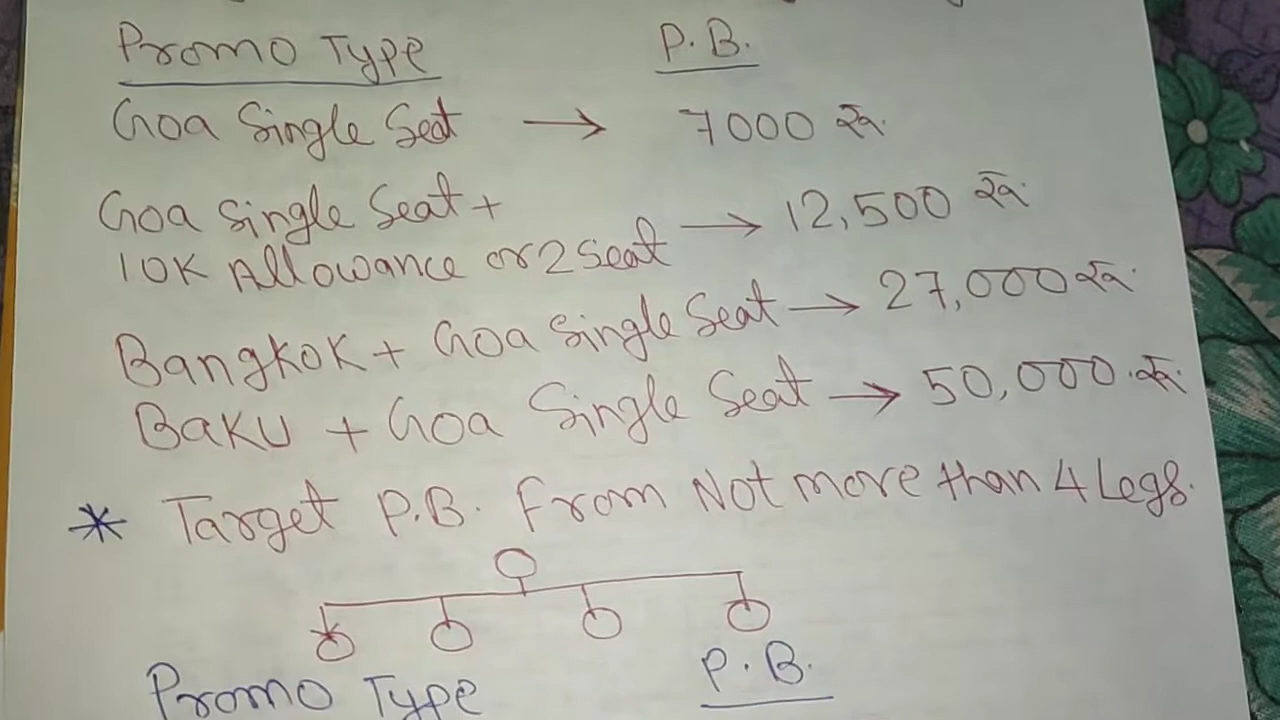 Promo Type P.B.
Goa Single Seat → 7000 रू.
Goa Single Seat +
10K Allowance or 2 Seat → 12,500 रू.
Bangkok + Goa Single Seat → 27,000 रू.
BAKU + Goa Single Seat → 50,000 रू.
* Target P.B. From Not more than 4 Legs.
Promo Type P.B.